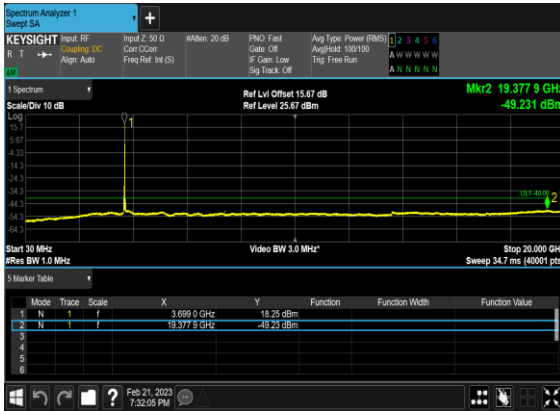 Spectrum Analyzer 1
Swept SA
+
KEYSIGHT
R T
LXI
Input: RF
Coupling: DC
Align: Auto
Input Z: 50 Ω
Corr CCorr
Freq Ref: Int (S)
#Atten: 20 dB
PNO: Fast
Gate: Off
IF Gain: Low
Sig Track: Off
Avg Type: Power (RMS)
Avg|Hold: 100/100
Trig: Free Run
1 2 3 4 5 6
A W W W W W
A N N N N N
1 Spectrum
Scale/Div 10 dB
Ref Lvl Offset 15.67 dB
Ref Level 25.67 dBm
Mkr2 19.377 9 GHz
-49.231 dBm
Log
15.7
5.67
-4.33
-14.3
-24.3
-34.3
-44.3
-54.3
-64.3
1
DL1 -40.00
2
Start 30 MHz
#Res BW 1.0 MHz
Video BW 3.0 MHz*
Stop 20.000 GHz
Sweep 34.7 ms (40001 pts)
5 Marker Table
Mode Trace Scale X Y Function Function Width Function Value
1 N 1 f 3.699 0 GHz 18.25 dBm
2 N 1 f 19.377 9 GHz -49.23 dBm
3
4
5
6
?
Feb 21, 2023
7:32:05 PM